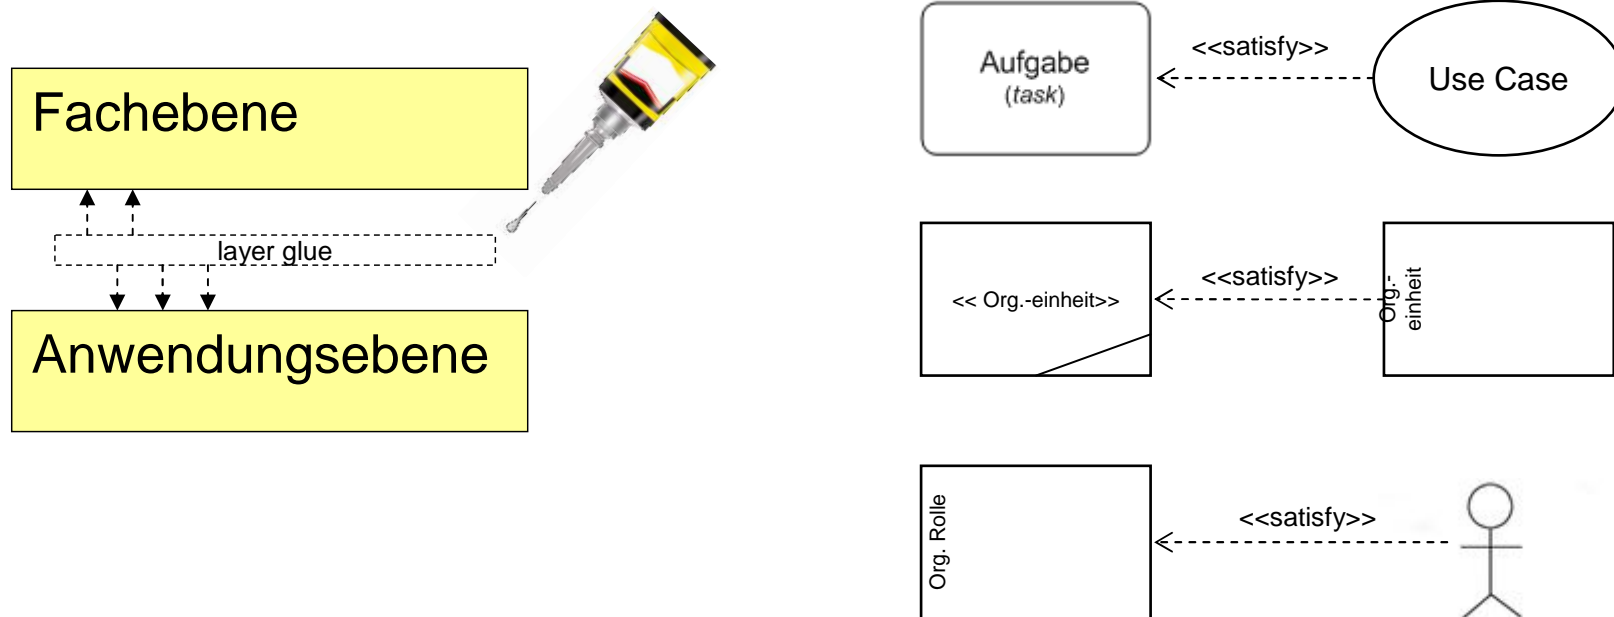 Fachebene
layer glue
Anwendungsebene
Aufgabe
(task)
<<satisfy>>
Use Case
<< Org.-einheit>>
<<satisfy>>
Org.-
einheit
Org. Rolle
<<satisfy>>